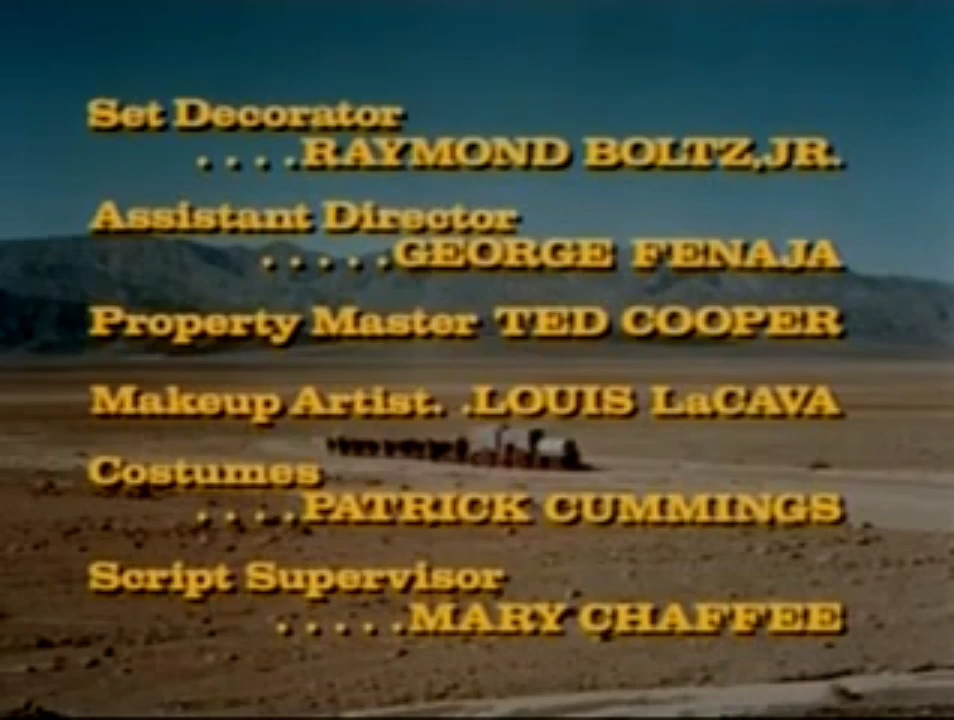 Set Decorator
. . . .RAYMOND BOLTZ,JR.
Assistant Director
. . . . .GEORGE FENAJA
Property Master TED COOPER
Makeup Artist. .LOUIS LaCAVA
Costumes
. . . .PATRICK CUMMINGS
Script Supervisor
. . . . .MARY CHAFFEE